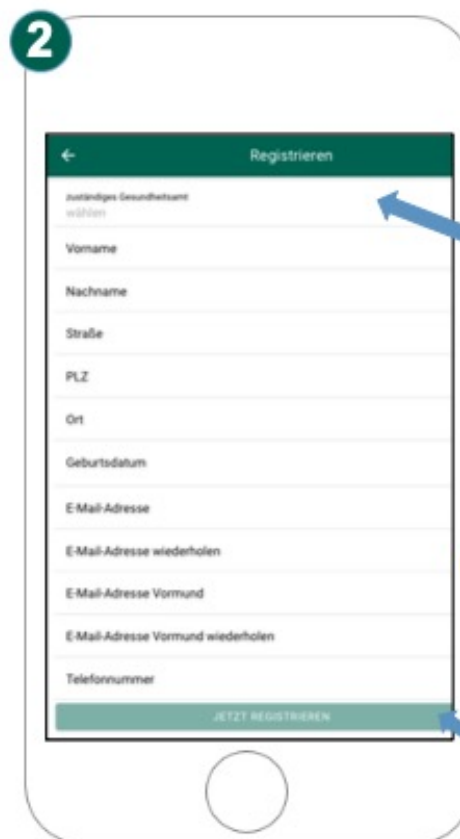 2
Registrieren
zuständiges Gesundheitsamt
wählen
Vorname
Nachname
Straße
PLZ
Ort
Geburtsdatum
E-Mail-Adresse
E-Mail-Adresse wiederholen
E-Mail-Adresse Vormund
E-Mail-Adresse Vormund wiederholen
Telefonnummer
JETZT REGISTRIEREN